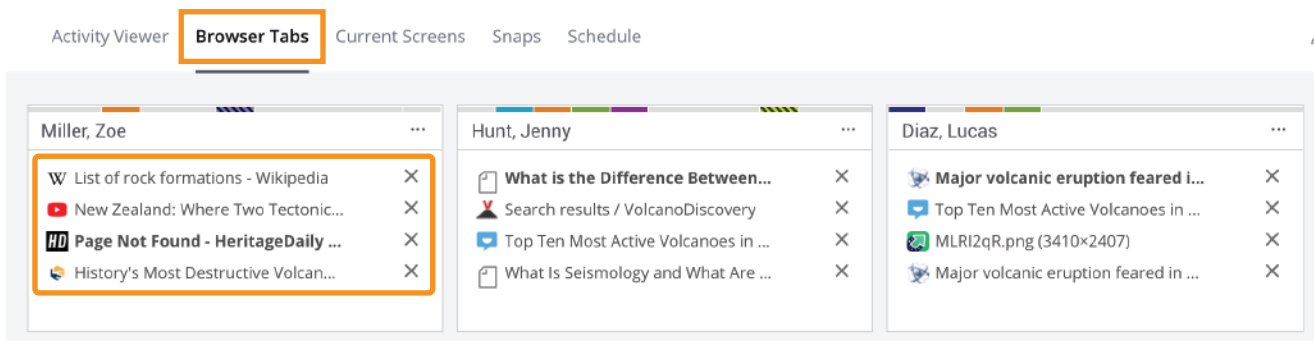 Activity Viewer Browser Tabs Current Screens Snaps Schedule
Miller, Zoe ...
W List of rock formations - Wikipedia
New Zealand: Where Two Tectonic...
HD Page Not Found - HeritageDaily ...
History's Most Destructive Volcan...
Hunt, Jenny ...
What is the Difference Between...
Search results / VolcanoDiscovery
Top Ten Most Active Volcanoes in ...
What Is Seismology and What Are ...
Diaz, Lucas ...
Major volcanic eruption feared i...
Top Ten Most Active Volcanoes in ...
MLRI2qR.png (3410×2407)
Major volcanic eruption feared in ...